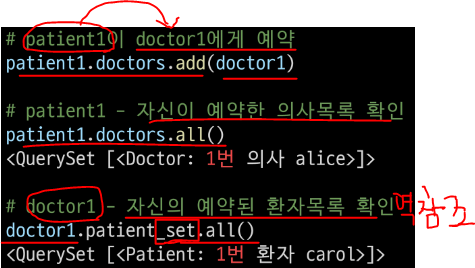 # patient1이 doctor1에게 예약
patient1.doctors.add(doctor1)
# patient1 - 자신이 예약한 의사목록 확인
patient1.doctors.all()
<QuerySet [<Doctor: 1번 의사 alice>]>
# doctor1 - 자신의 예약된 환자목록 확인 역참조
doctor1.patient_set.all()
<QuerySet [<Patient: 1번 환자 carol>]>